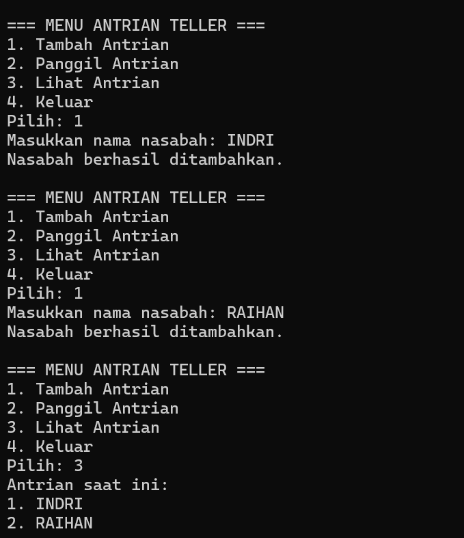 === MENU ANTRIAN TELLER ===
1. Tambah Antrian
2. Panggil Antrian
3. Lihat Antrian
4. Keluar
Pilih: 1
Masukkan nama nasabah: INDRI
Nasabah berhasil ditambahkan.
=== MENU ANTRIAN TELLER ===
1. Tambah Antrian
2. Panggil Antrian
3. Lihat Antrian
4. Keluar
Pilih: 1
Masukkan nama nasabah: RAIHAN
Nasabah berhasil ditambahkan.
=== MENU ANTRIAN TELLER ===
1. Tambah Antrian
2. Panggil Antrian
3. Lihat Antrian
4. Keluar
Pilih: 3
Antrian saat ini:
1. INDRI
2. RAIHAN